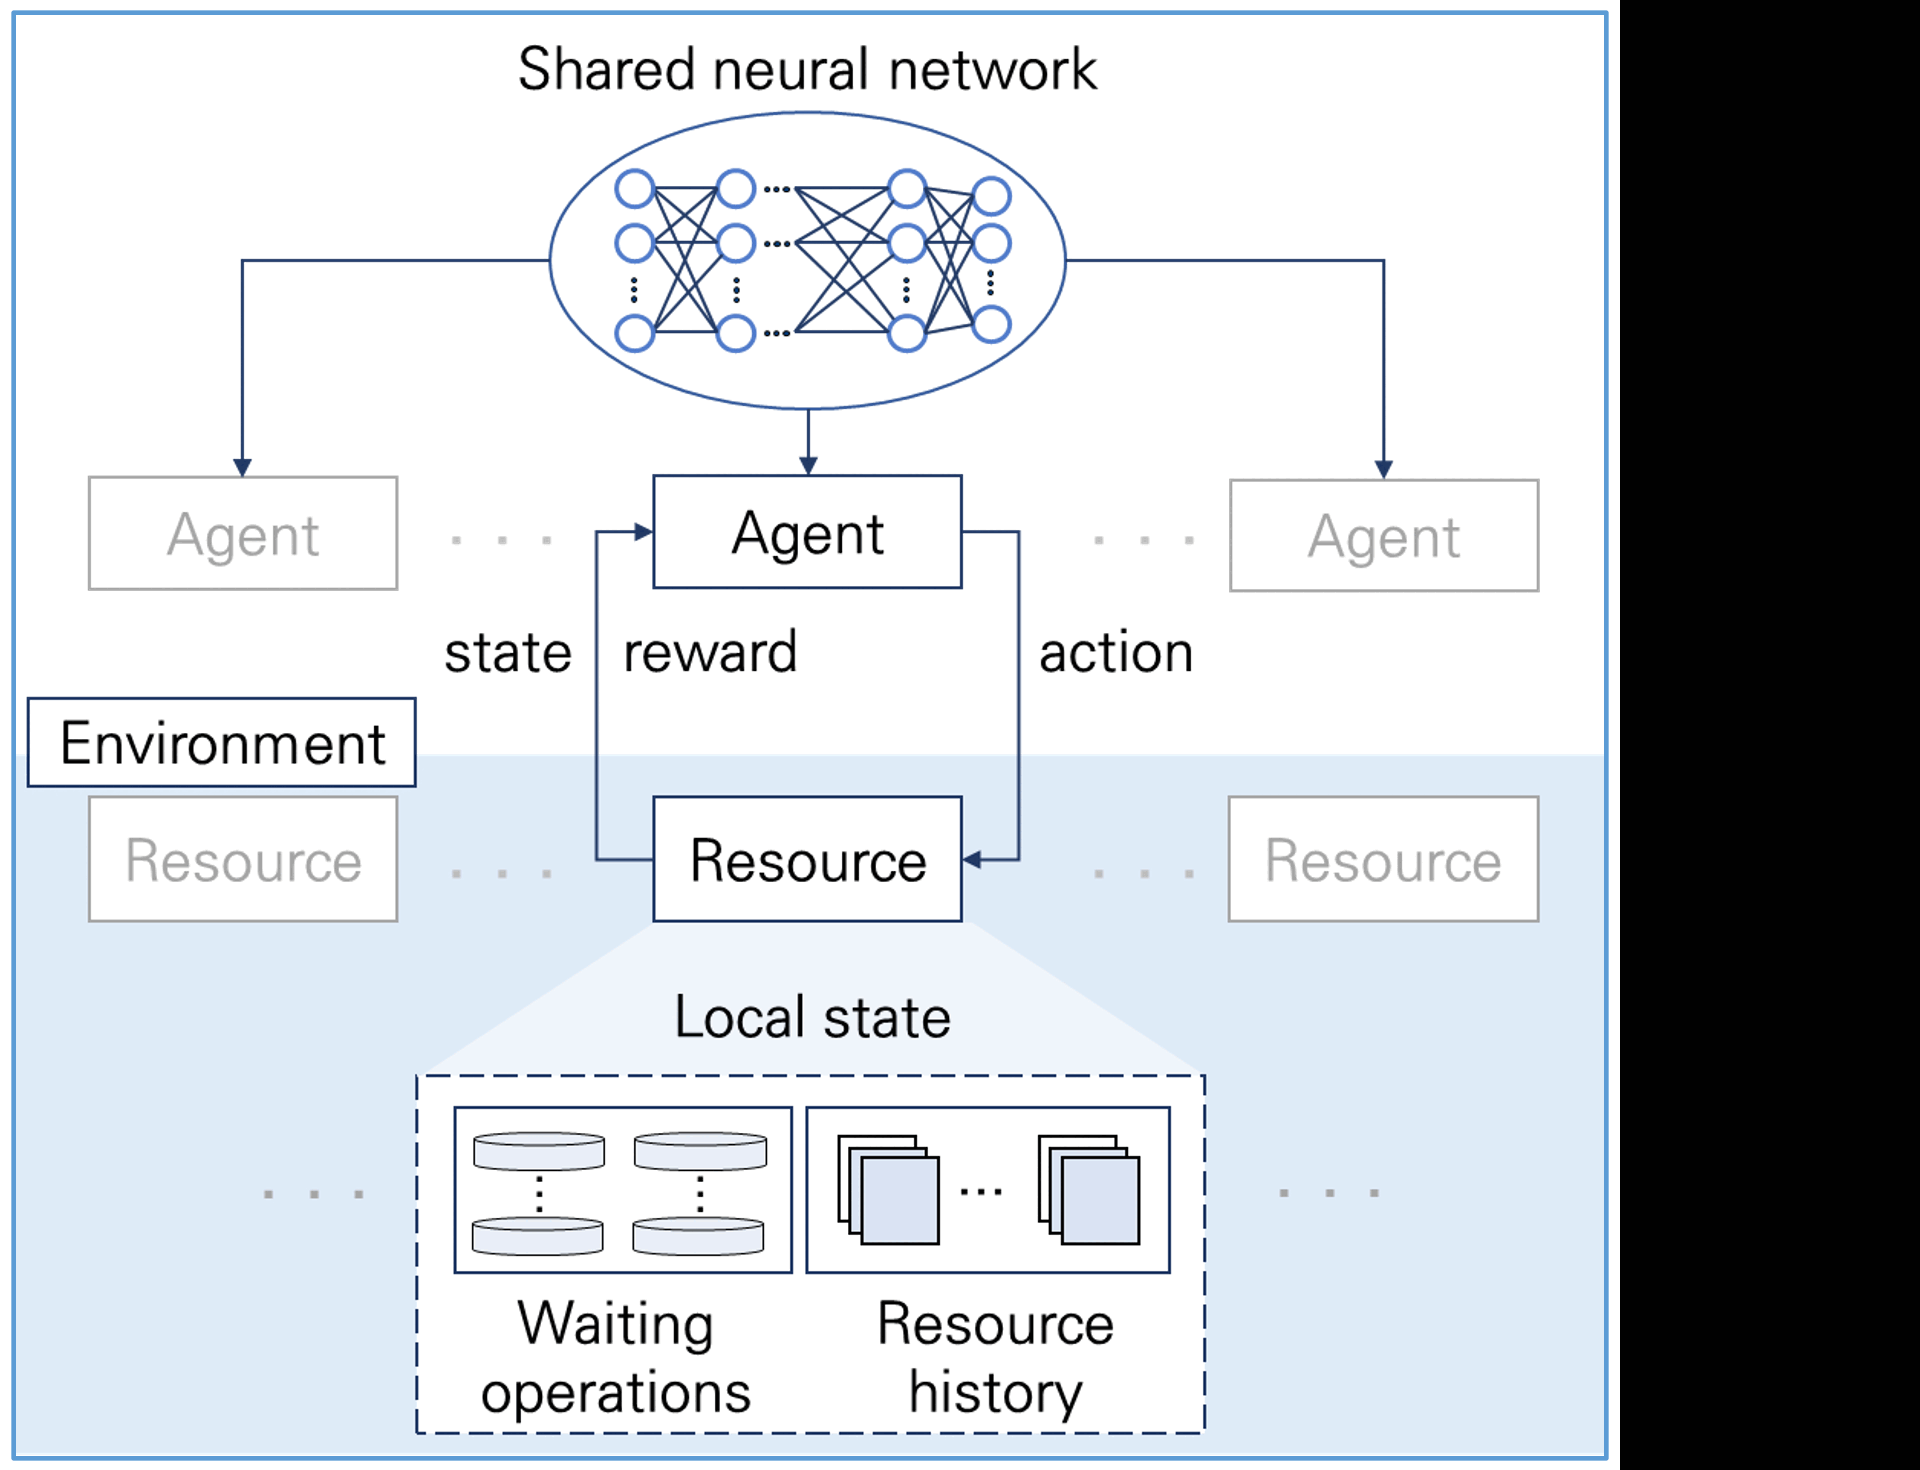 Shared neural network
Agent
Agent
Agent
state
reward
action
Environment
Resource
Resource
Resource
Local state
Waiting
operations
Resource
history